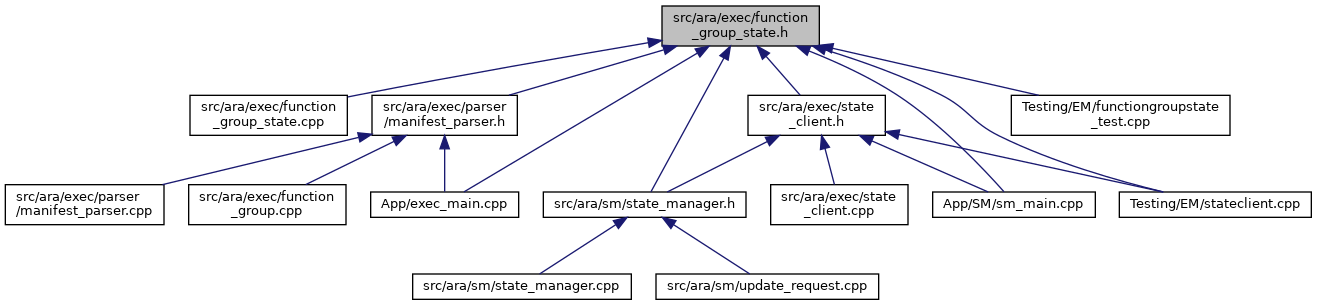 src/ara/exec/function
_group_state.h
src/ara/exec/function
_group_state.cpp
src/ara/exec/parser
/manifest_parser.h
src/ara/exec/state
_client.h
Testing/EM/functiongroupstate
_test.cpp
src/ara/exec/parser
/manifest_parser.cpp
src/ara/exec/function
_group.cpp
App/exec_main.cpp
src/ara/sm/state_manager.h
src/ara/exec/state
_client.cpp
App/SM/sm_main.cpp
Testing/EM/stateclient.cpp
src/ara/sm/state_manager.cpp
src/ara/sm/update_request.cpp